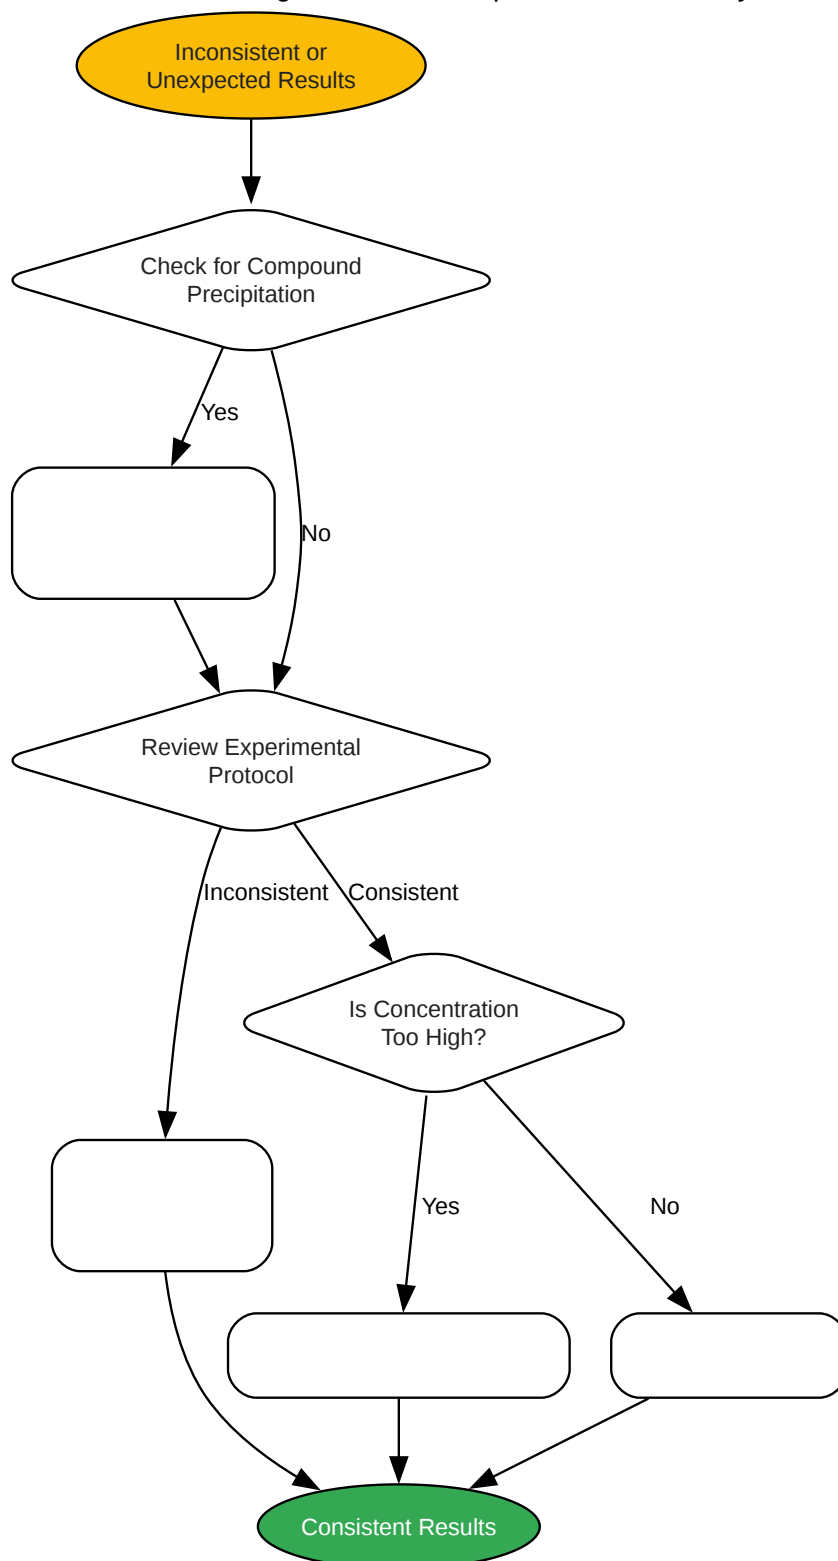 Inconsistent or
Unexpected Results
Check for Compound
Precipitation
Yes
No
Review Experimental
Protocol
Inconsistent
Consistent
Is Concentration
Too High?
Yes
No
Consistent Results